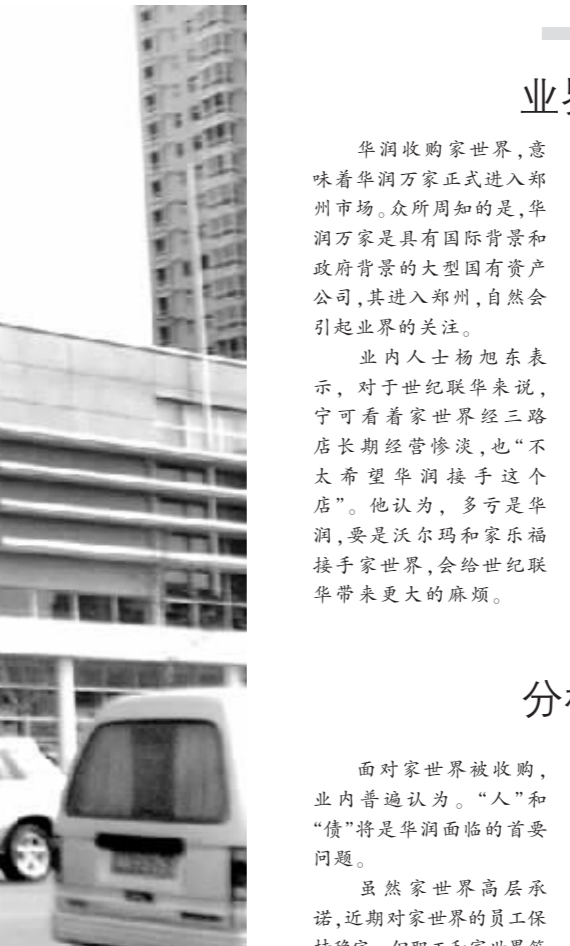 业
华润收购家世界,意
味着华润万家正式进入郑
州市场。众所周知的是,华
润万家是具有国际背景和
政府背景的大型国有资产
公司,其进入郑州,自然会
引起业界的关注。
业内人士杨旭东表
示,对于世纪联华来说,
宁可看着家世界经三路
店长期经营惨淡,也“不
太希望华润接手这个
店”。他认为,多亏是华
润,要是沃尔玛和家乐福
接手家世界,会给世纪联
华带来更大的麻烦。
分
面对家世界被收购,
业内普遍认为。“人”和
“债”将是华润面临的首要
问题。
虽然家世界高层承
诺,近期对家世界的员工保